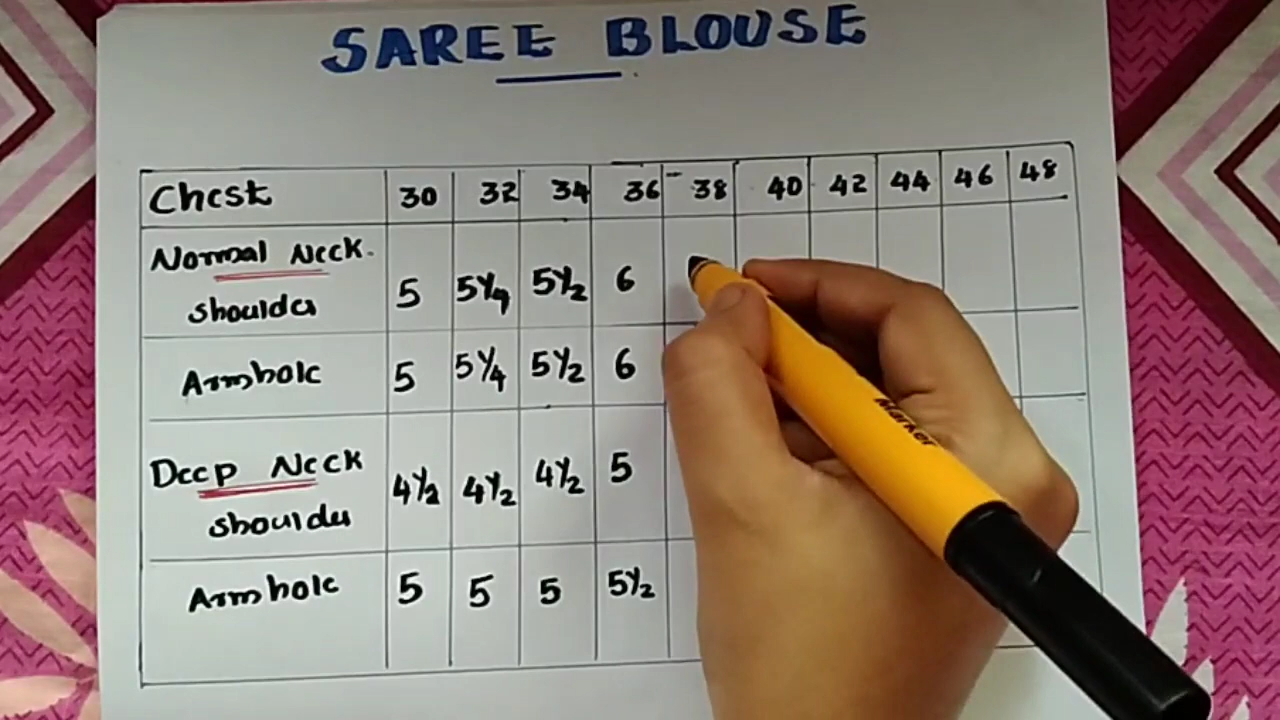 SAREE BLOUSE
Chest 30 32 34 36 38 40 42 44 46 48
Normal Neck
shoulder 5 5¼ 5½ 6
Armhole 5 5¼ 5½ 6
Deep Neck
shoulder 4½ 4½ 4½ 5
Armhole 5 5 5 5½
Marker